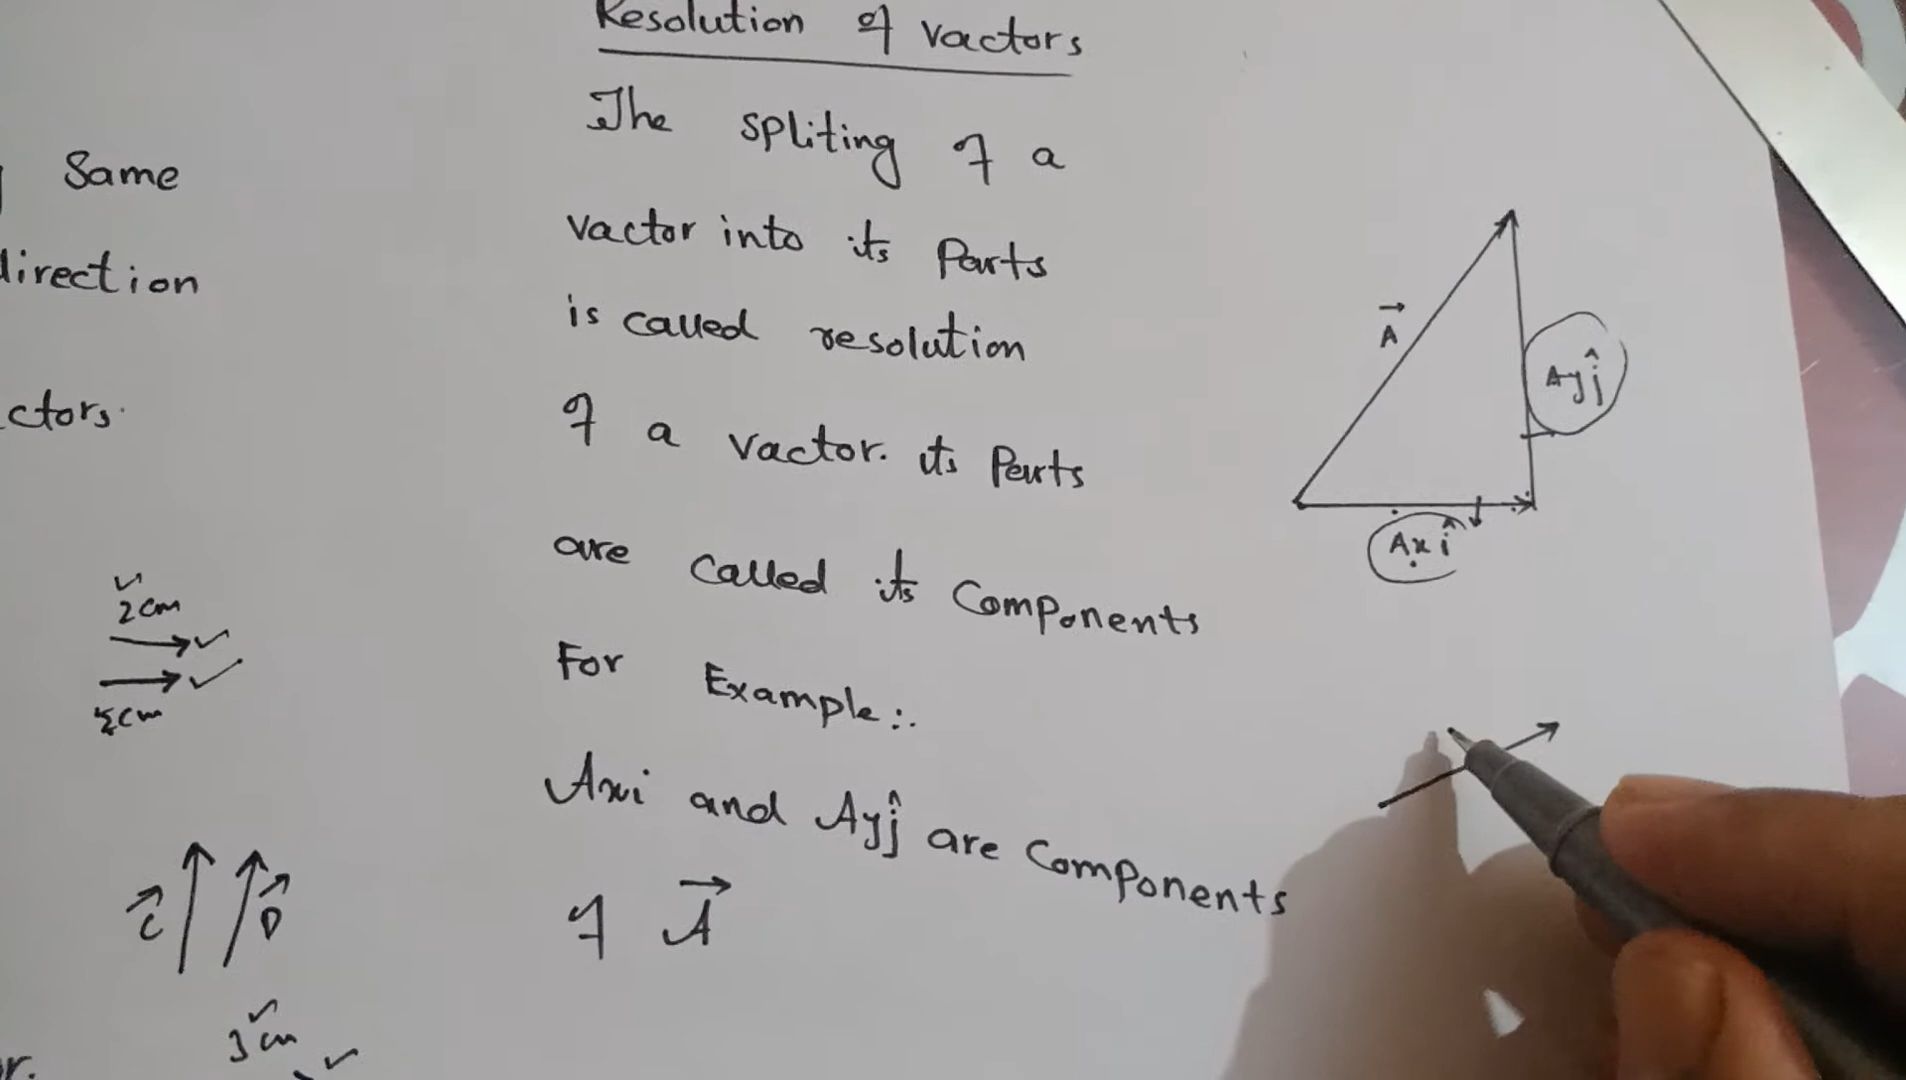 Resolution of vactors
The spliting of a
vactor into its Parts
is called resolution
of a vactor. its Parts
are called its Components
For Example:.
Axi and Ayĵ are Components
of A⃗
Same
direction
ctors.
2cm
5cm
C⃗
D⃗
3cm
r.
A⃗
Ayĵ
Axî